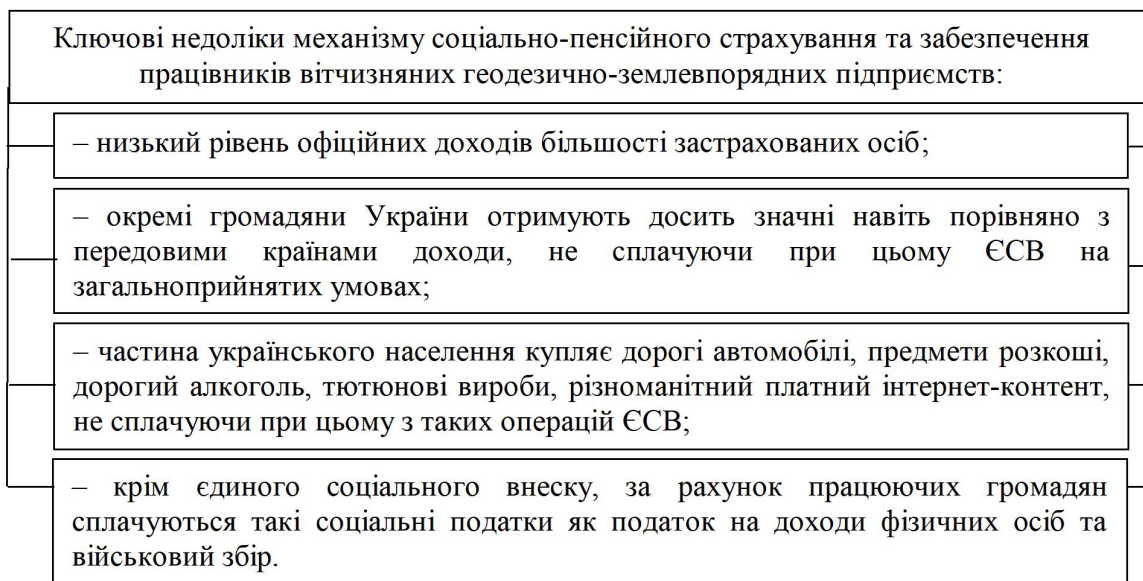 Ключові недоліки механізму соціально-пенсійного страхування та забезпечення
працівників вітчизняних геодезично-землевпорядних підприємств:
– низький рівень офіційних доходів більшості застрахованих осіб;
– окремі громадяни України отримують досить значні навіть порівняно з
передовими країнами доходи, не сплачуючи при цьому ЄСВ на
загальноприйнятих умовах;
– частина українського населення купляє дорогі автомобілі, предмети розкоші,
дорогий алкоголь, тютюнові вироби, різноманітний платний інтернет-контент,
не сплачуючи при цьому з таких операцій ЄСВ;
– крім єдиного соціального внеску, за рахунок працюючих громадян
сплачуються такі соціальні податки як податок на доходи фізичних осіб та
військовий збір.